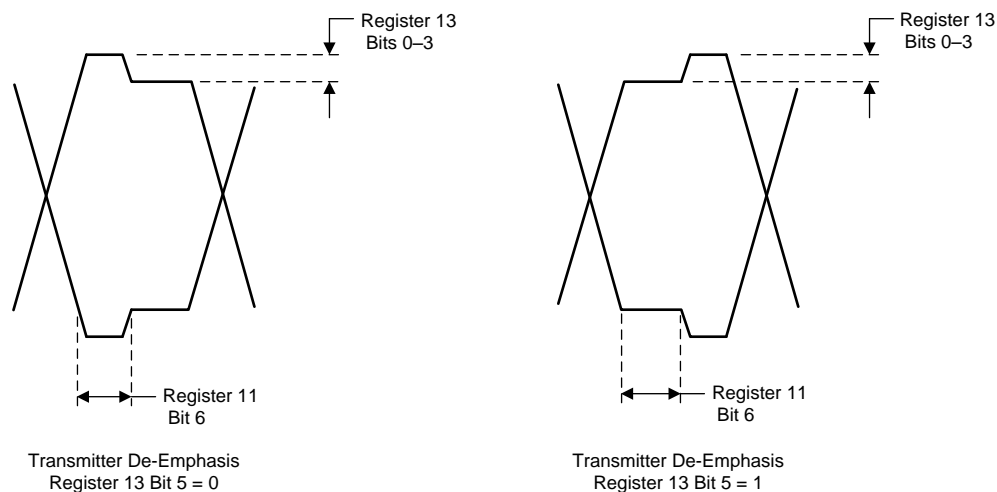 Register 13
Bits 0–3
Register 13
Bits 0–3
Register 11
Bit 6
Register 11
Bit 6
Transmitter De-Emphasis
Register 13 Bit 5 = 0
Transmitter De-Emphasis
Register 13 Bit 5 = 1